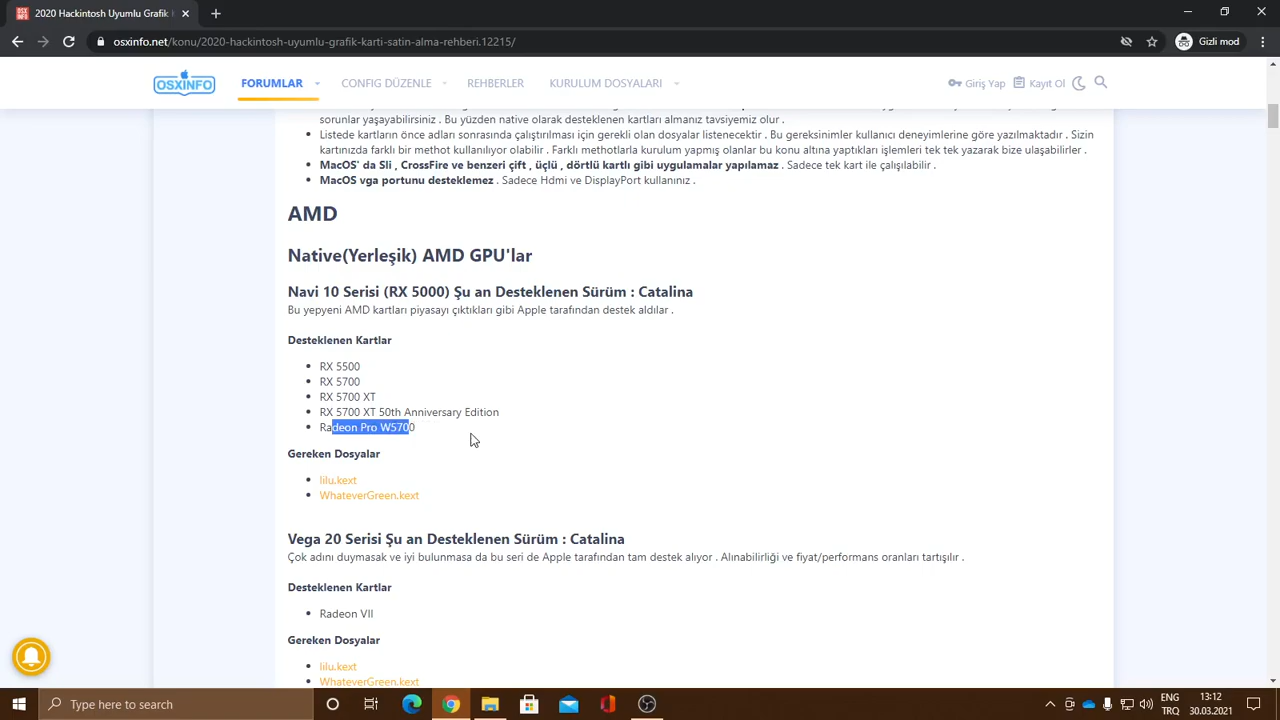 2020 Hackintosh Uyumlu Grafik Kart
osxinfo.net/konu/2020-hackintosh-uyumlu-grafik-karti-satin-alma-rehberi.12215/
Gizli mod
OSXINFO
FORUMLAR
CONFIG DÜZENLE
REHBERLER
KURULUM DOSYALARI
Giriş Yap
Kayıt Ol
sorunlar yaşayabilirsiniz . Bu yüzden native olarak desteklenen kartları almanız tavsiyemiz olur .
Listede kartların önce adları sonrasında çalıştırılması için gerekli olan dosyalar listenecektir . Bu gereksinimler kullanıcı deneyimlerine göre yazılmaktadır . Sizin
kartınızda farklı bir methot kullanılıyor olabilir . Farklı methotlarla kurulum yapmış olanlar bu konu altına yaptıkları işlemleri tek tek yazarak bize ulaşabilirler .
MacOS' da Sli , CrossFire ve benzeri çift , üçlü , dörtlü kartlı gibi uygulamalar yapılamaz . Sadece tek kart ile çalışılabilir .
MacOS vga portunu desteklemez . Sadece Hdmi ve DisplayPort kullanınız .
AMD
Native(Yerleşik) AMD GPU'lar
Navi 10 Serisi (RX 5000) Şu an Desteklenen Sürüm : Catalina
Bu yepyeni AMD kartları piyasayı çıktıkları gibi Apple tarafından destek aldılar .
Desteklenen Kartlar
RX 5500
RX 5700
RX 5700 XT
RX 5700 XT 50th Anniversary Edition
Radeon Pro W5700
Gereken Dosyalar
lilu.kext
WhateverGreen.kext
Vega 20 Serisi Şu an Desteklenen Sürüm : Catalina
Çok adını duymasak ve iyi bulunmasa da bu seri de Apple tarafından tam destek alıyor . Alınabilirliği ve fiyat/performans oranları tartışılır .
Desteklenen Kartlar
Radeon VII
Gereken Dosyalar
lilu.kext
WhateverGreen.kext
Type here to search
ENG
TRQ
13:12
30.03.2021